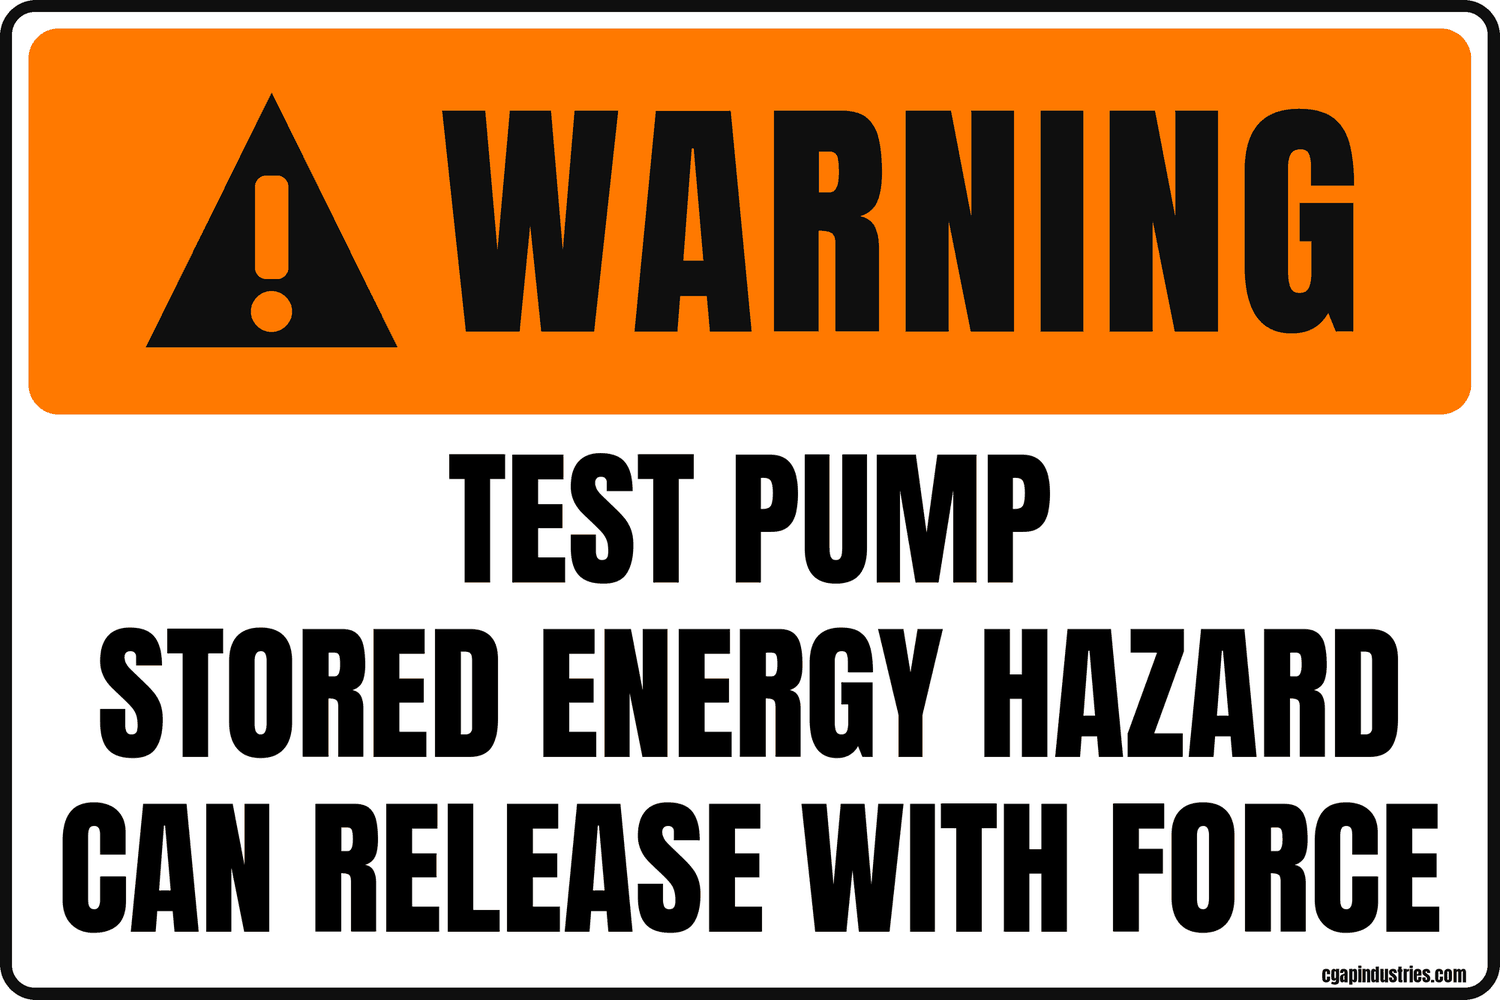 WARNING
TEST PUMP
STORED ENERGY HAZARD
CAN RELEASE WITH FORCE
cgapindustries.com